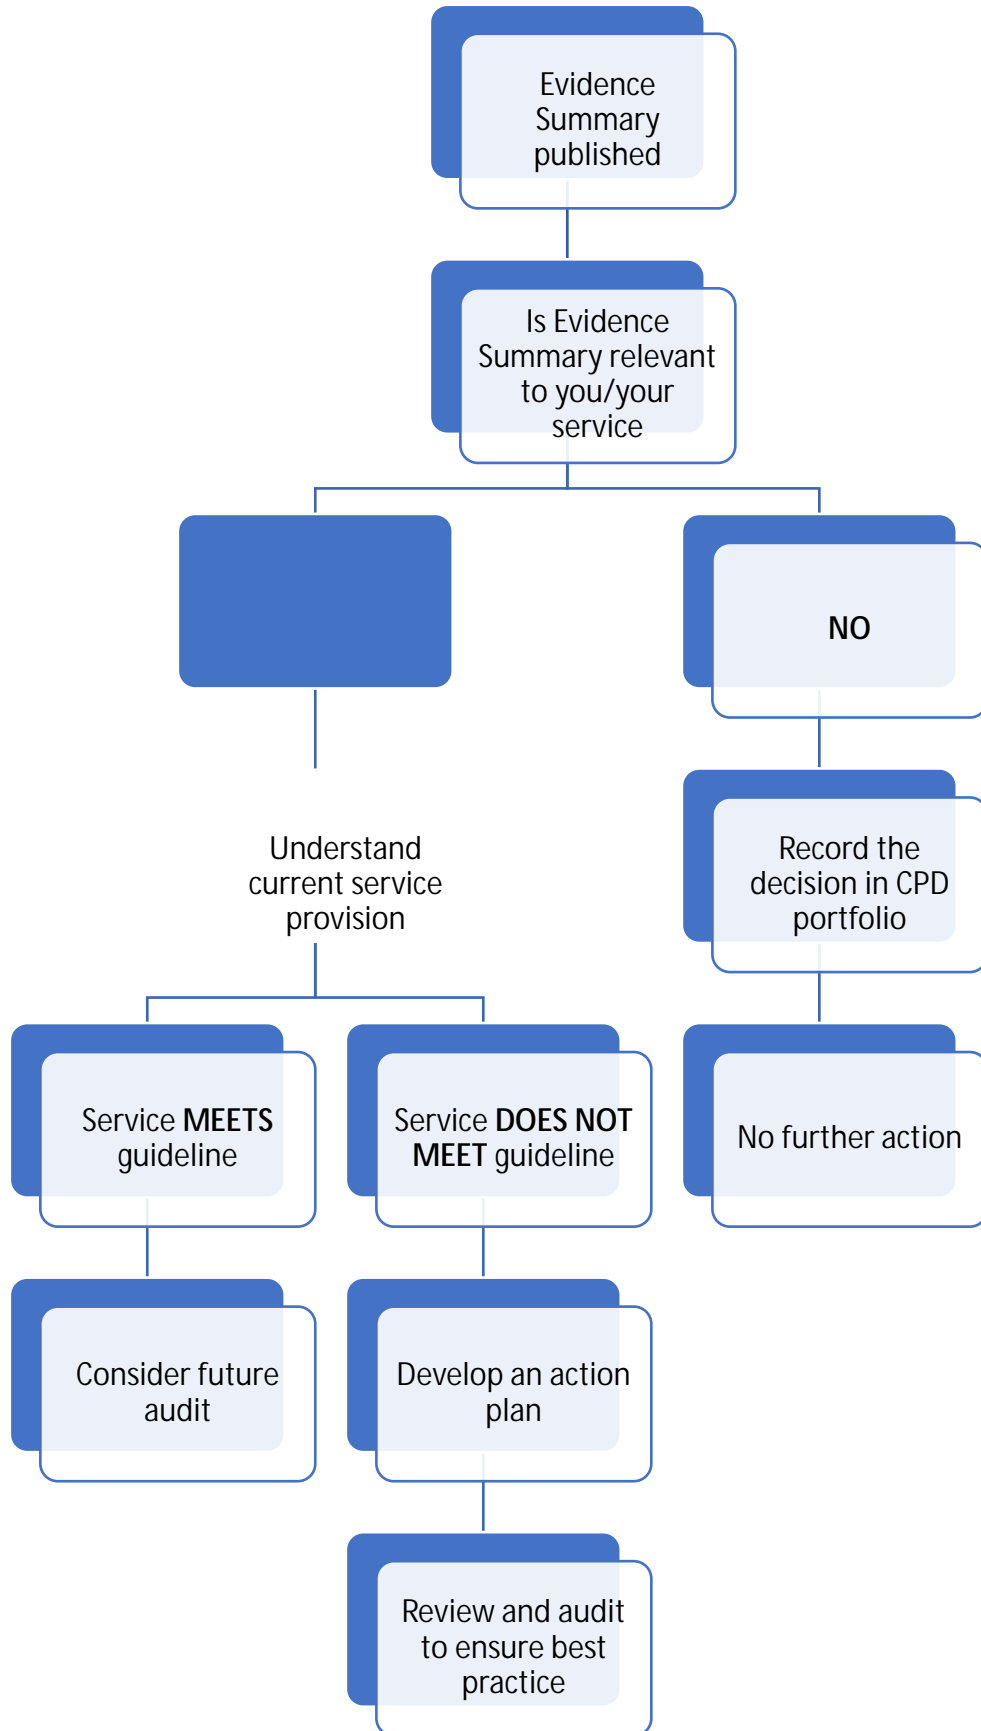 Evidence
Summary
published
Is Evidence
Summary relevant
to you/your
service
NO
Understand
current service
provision
Record the
decision in CPD
portfolio
Service MEETS
guideline
Service DOES NOT
MEET guideline
No further action
Consider future
audit
Develop an action
plan
Review and audit
to ensure best
practice